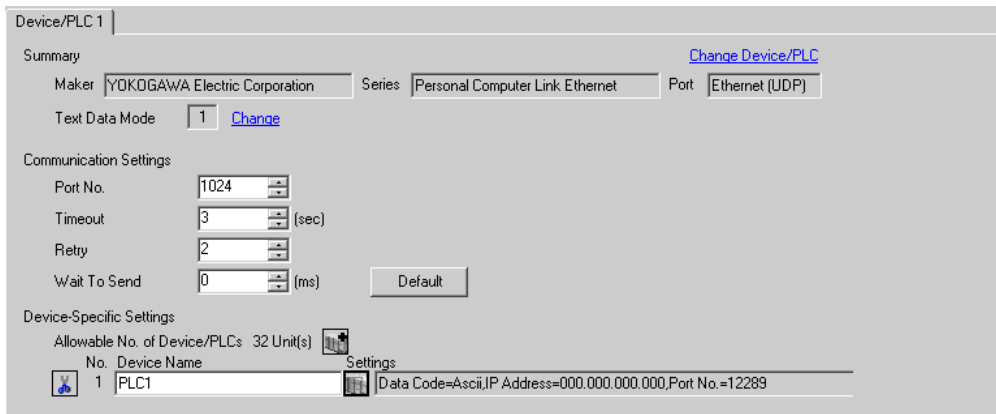 Device/PLC 1
Summary Change Device/PLC
Maker YOKOGAWA Electric Corporation Series Personal Computer Link Ethernet Port Ethernet (UDP)
Text Data Mode 1 Change
Communication Settings
Port No. 1024
Timeout 3 (sec)
Retry 2
Wait To Send 0 (ms) Default
Device-Specific Settings
Allowable No. of Device/PLCs 32 Unit(s)
No. Device Name Settings
1 PLC1 Data Code=Ascii,IP Address=000.000.000.000,Port No.=12289